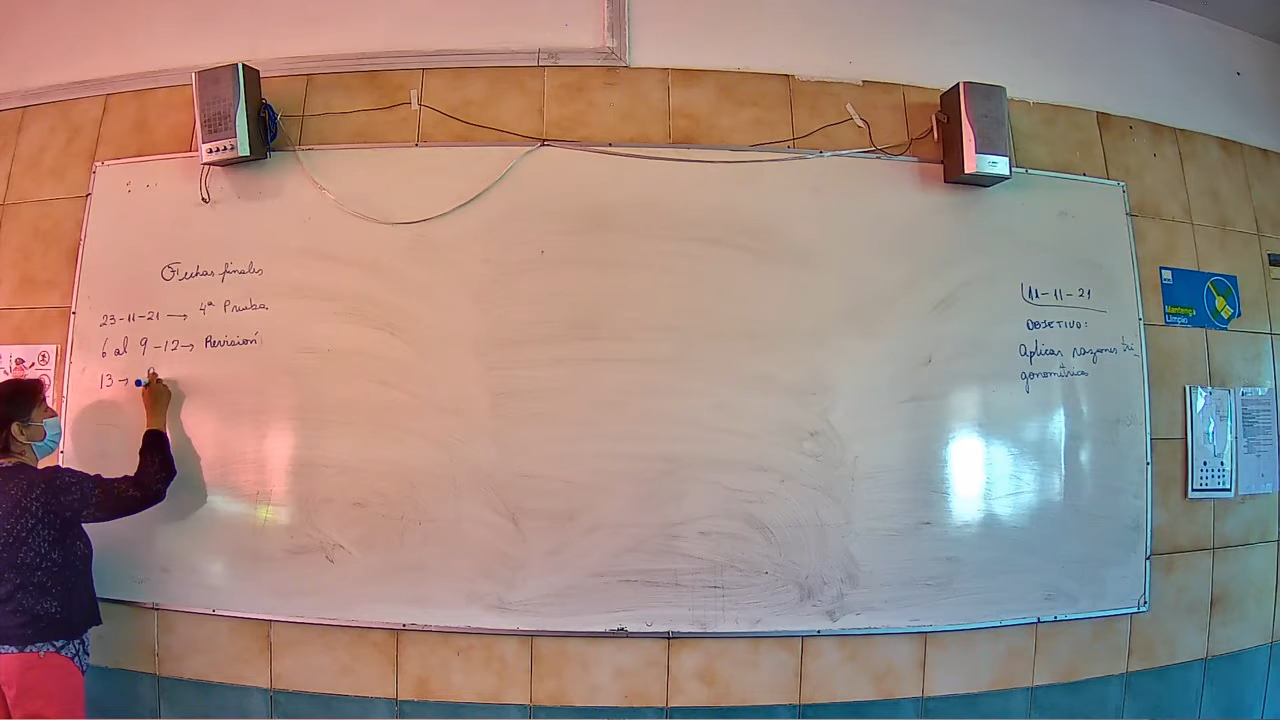 Fechas finales
23-11-21 → 4ª Prueba
6 al 9-12 → Revisión
13 →
11-11-21
OBJETIVO:
Aplicar razones tri-
gonométricas
Mantenga
Limpio